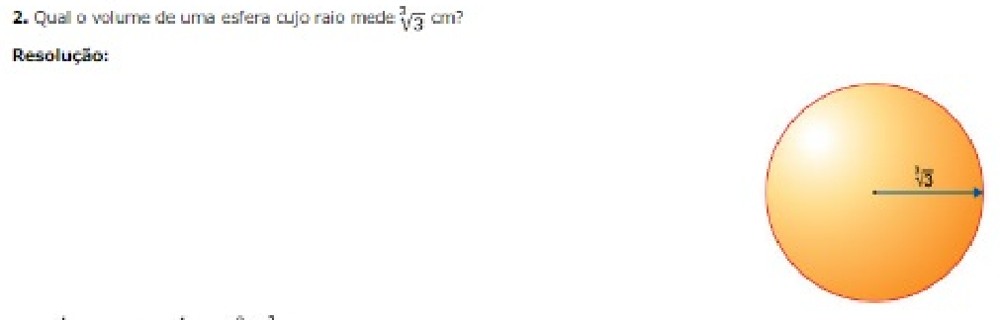 2. Qual o volume de uma esfera cujo raio mede ∛3 cm?
Resolução:
∛3